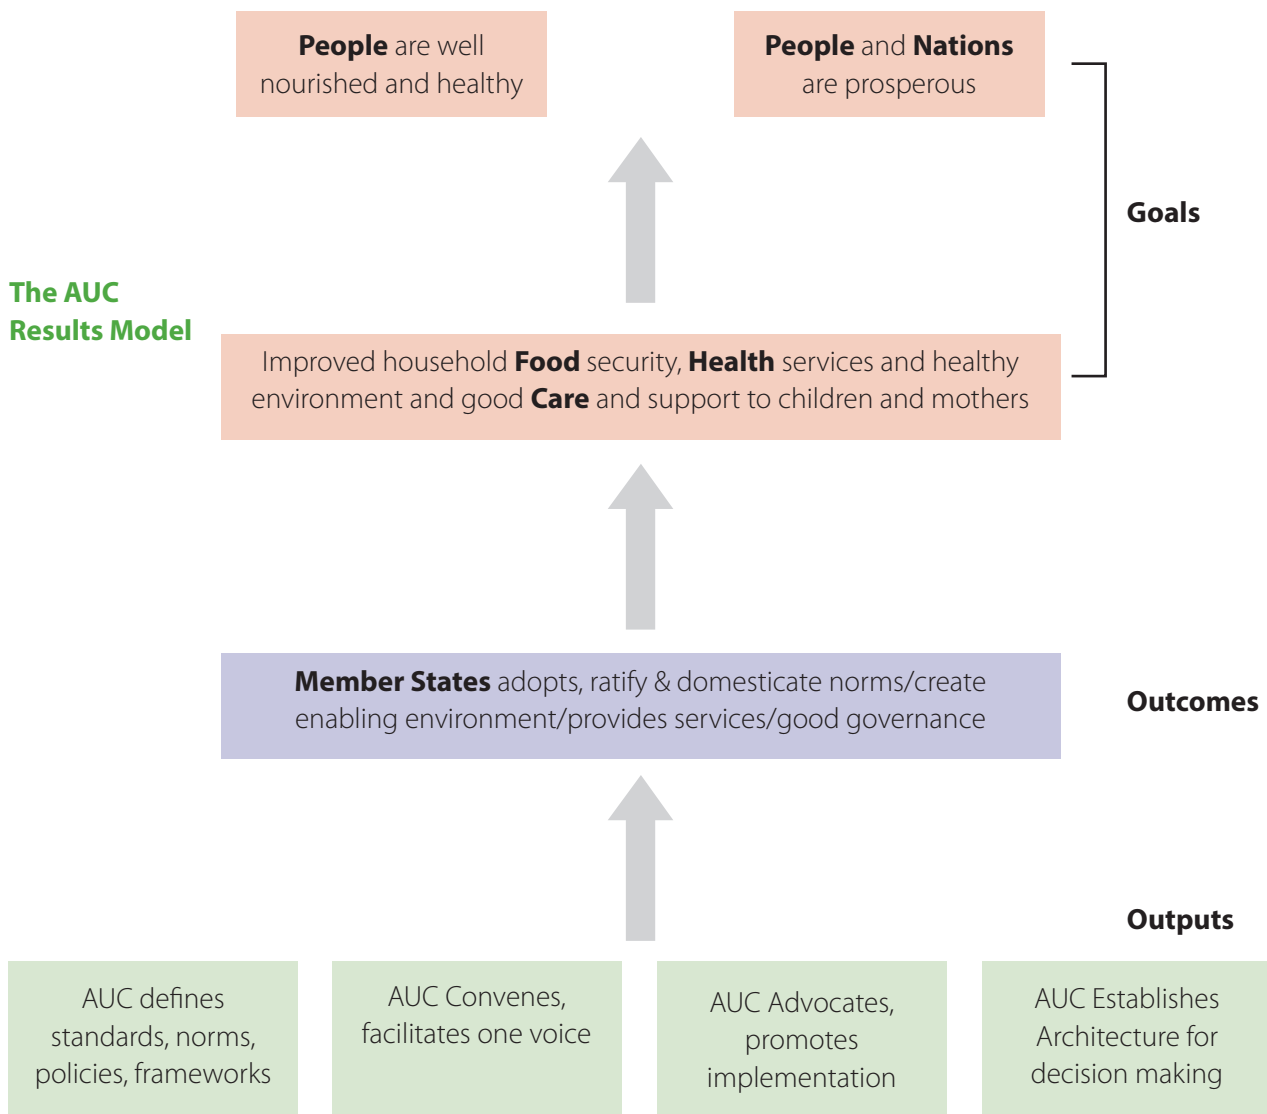 People are well
nourished and healthy
People and Nations
are prosperous
Goals
The AUC
Results Model
Improved household Food security, Health services and healthy
environment and good Care and support to children and mothers
Member States adopts, ratify & domesticate norms/create
enabling environment/provides services/good governance
Outcomes
Outputs
AUC defines
standards, norms,
policies, frameworks
AUC Convenes,
facilitates one voice
AUC Advocates,
promotes
implementation
AUC Establishes
Architecture for
decision making